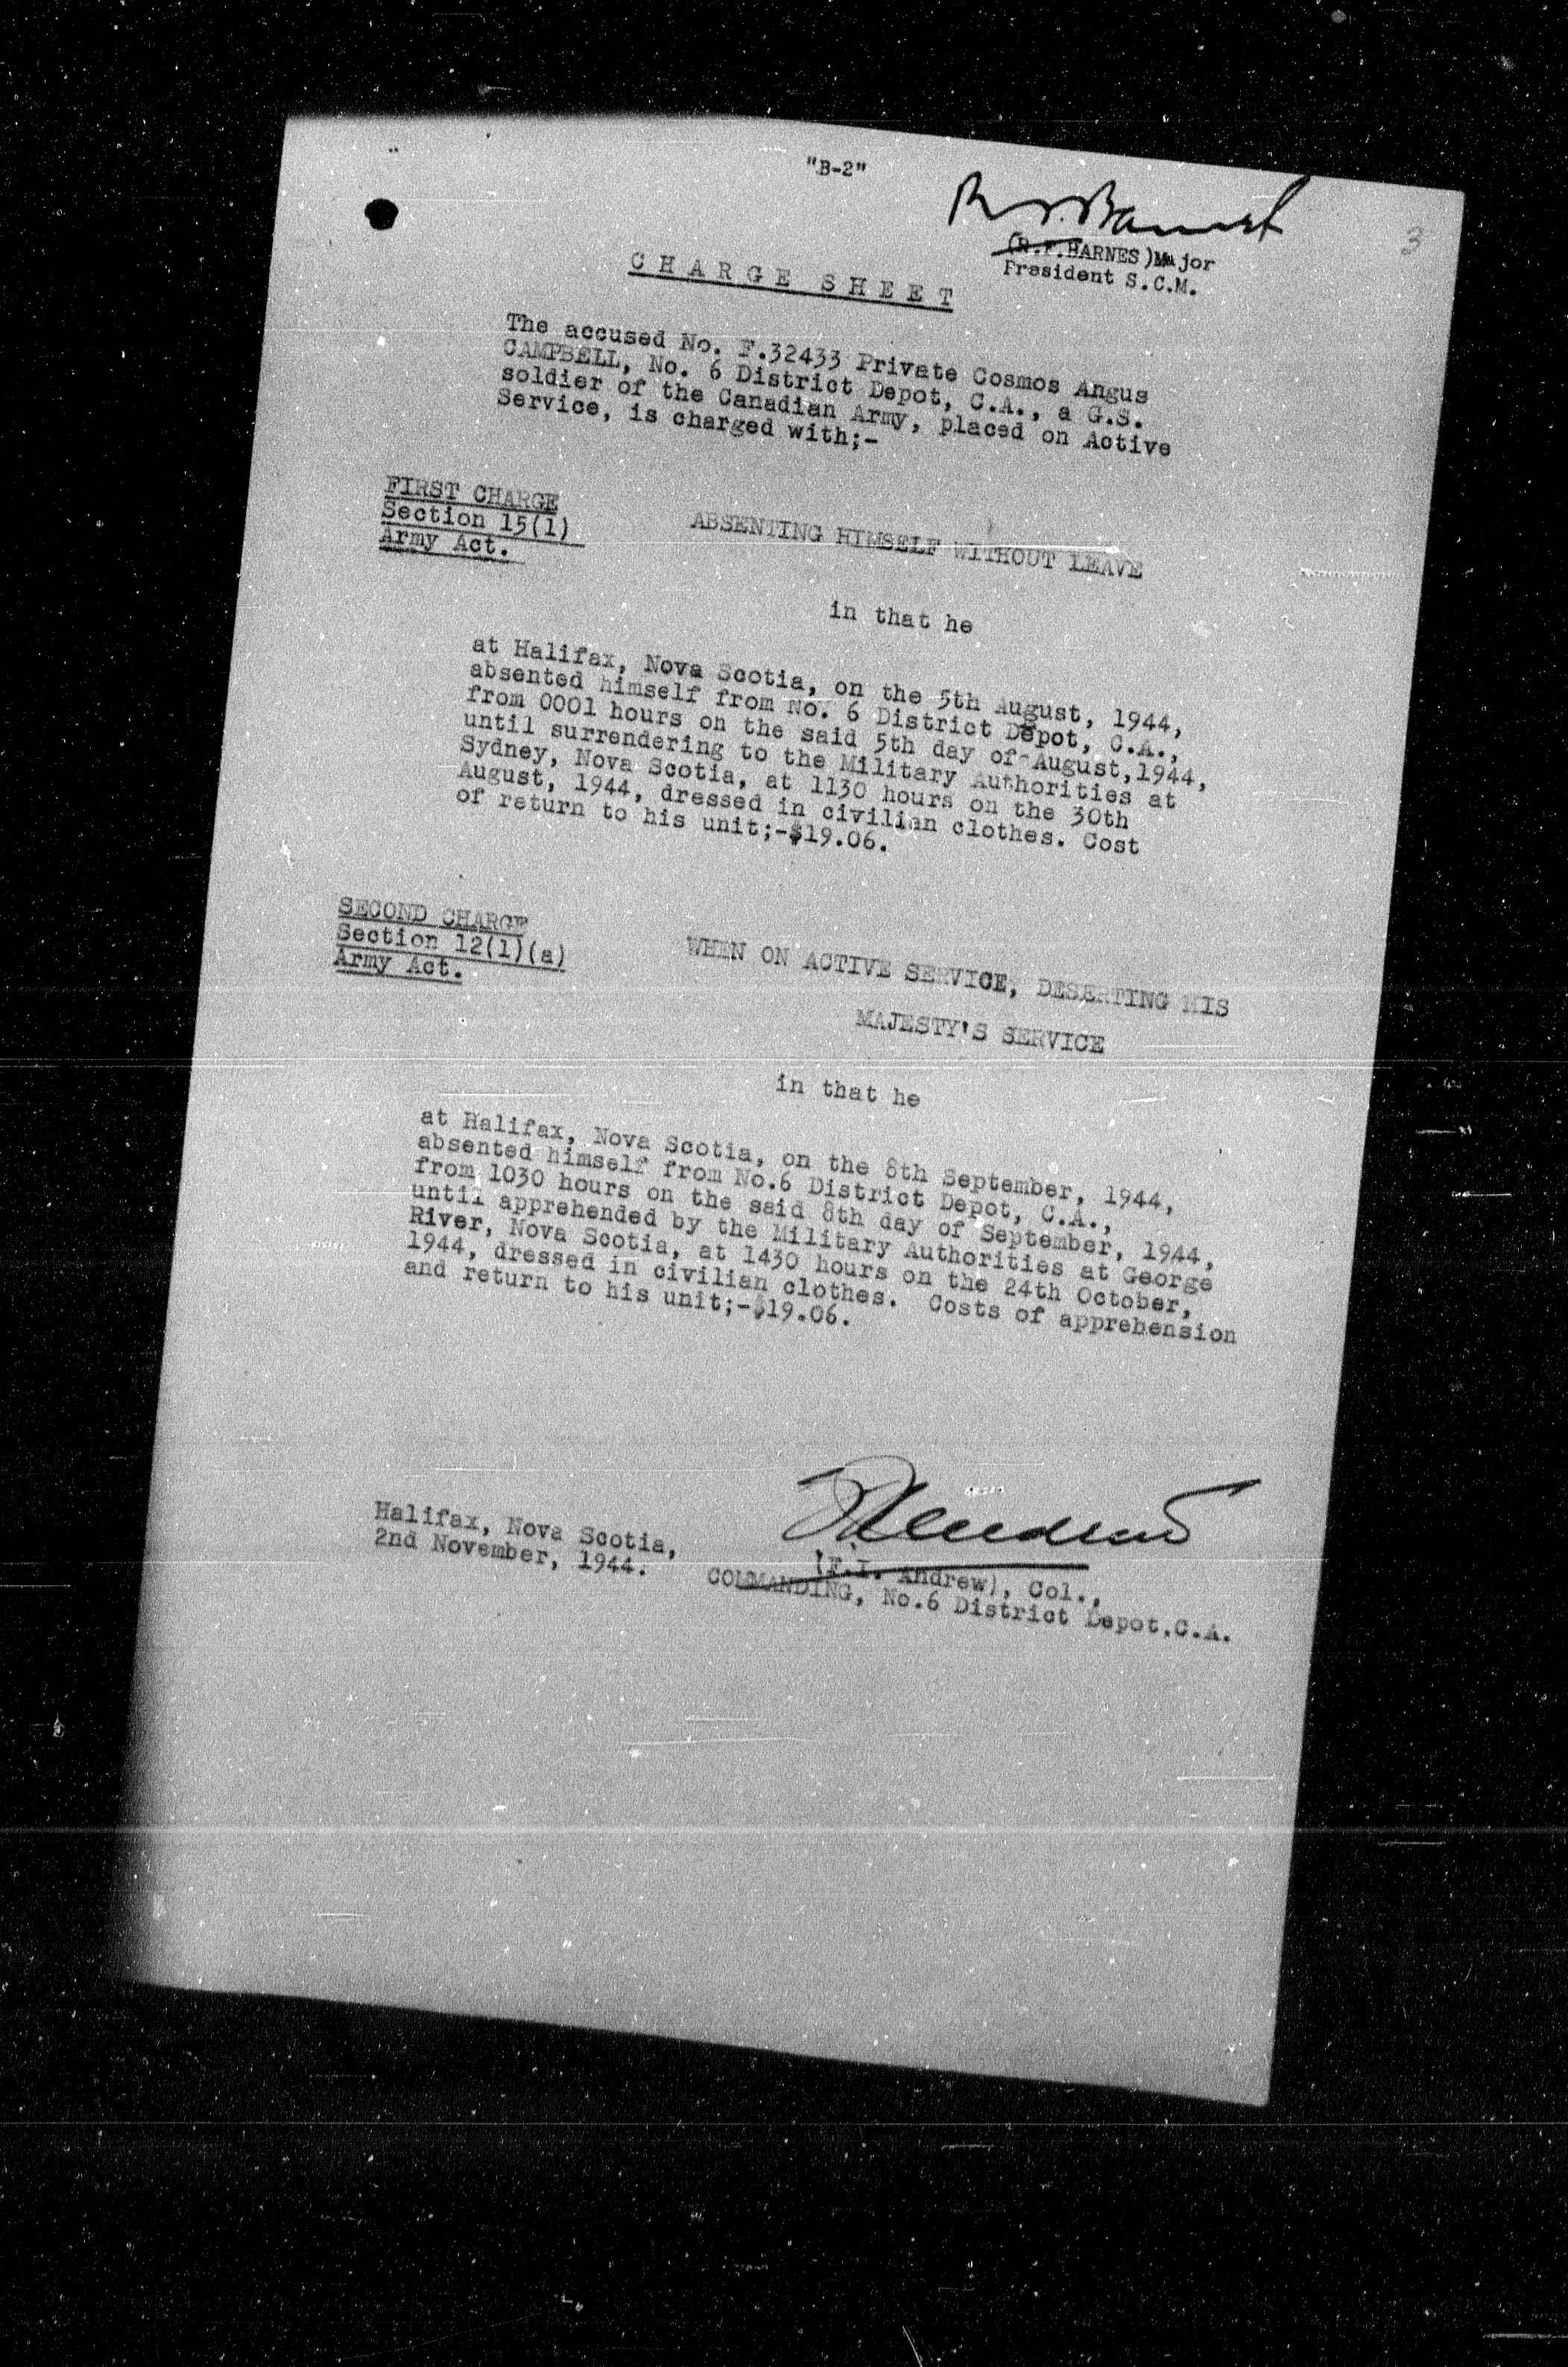 "B-2"
3
(R.F.BARNES)Major
President S.C.M.
CHARGE SHEET
The accused No. F.32433 Private Cosmos Angus
CAMPBELL, No. 6 District Depot, C.A., a G.S.
soldier of the Canadian Army, placed on Active
Service, is charged with;-
FIRST CHARGE
Section 15(1)
Army Act.
ABSENTING HIMSELF WITHOUT LEAVE
in that he
at Halifax, Nova Scotia, on the 5th August, 1944,
absented himself from No. 6 District Depot, C.A.,
from 0001 hours on the said 5th day of August,1944,
until surrendering to the Military Authorities at
Sydney, Nova Scotia, at 1130 hours on the 30th
August, 1944, dressed in civilian clothes. Cost
of return to his unit;-$19.06.
SECOND CHARGE
Section 12(1)(a)
Army Act.
WHEN ON ACTIVE SERVICE, DESERTING HIS
MAJESTY'S SERVICE
in that he
at Halifax, Nova Scotia, on the 8th September, 1944,
absented himself from No.6 District Depot, C.A.,
from 1030 hours on the said 8th day of September, 1944,
until apprehended by the Military Authorities at George
River, Nova Scotia, at 1430 hours on the 24th October,
1944, dressed in civilian clothes. Costs of apprehension
and return to his unit;-$19.06.
Halifax, Nova Scotia,
2nd November, 1944.
(F.I. Andrew), Col.,
COMMANDING, No.6 District Depot.C.A.